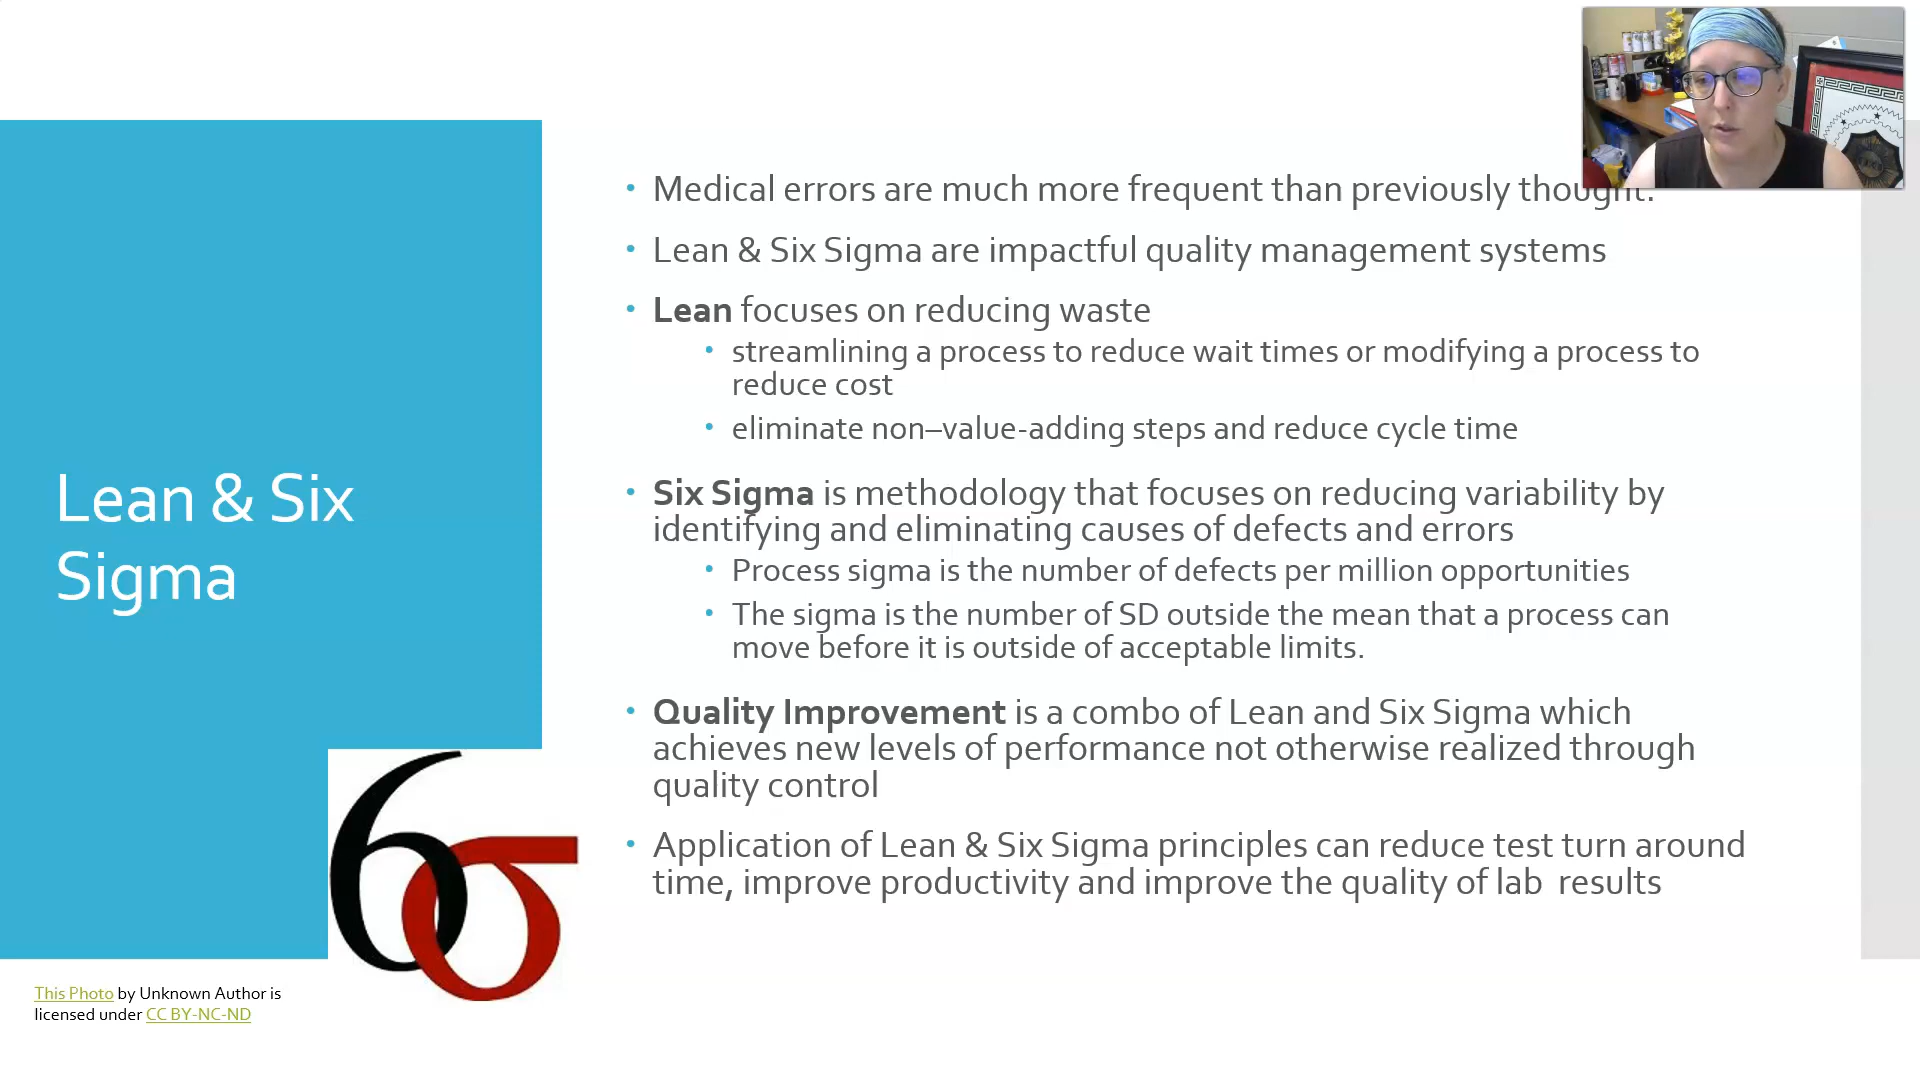 Lean & Six
Sigma
• Medical errors are much more frequent than previously thought.
• Lean & Six Sigma are impactful quality management systems
• Lean focuses on reducing waste
• streamlining a process to reduce wait times or modifying a process to
reduce cost
• eliminate non–value-adding steps and reduce cycle time
• Six Sigma is methodology that focuses on reducing variability by
identifying and eliminating causes of defects and errors
• Process sigma is the number of defects per million opportunities
• The sigma is the number of SD outside the mean that a process can
move before it is outside of acceptable limits.
• Quality Improvement is a combo of Lean and Six Sigma which
achieves new levels of performance not otherwise realized through
quality control
• Application of Lean & Six Sigma principles can reduce test turn around
time, improve productivity and improve the quality of lab  results
6σ
This Photo by Unknown Author is
licensed under CC BY-NC-ND